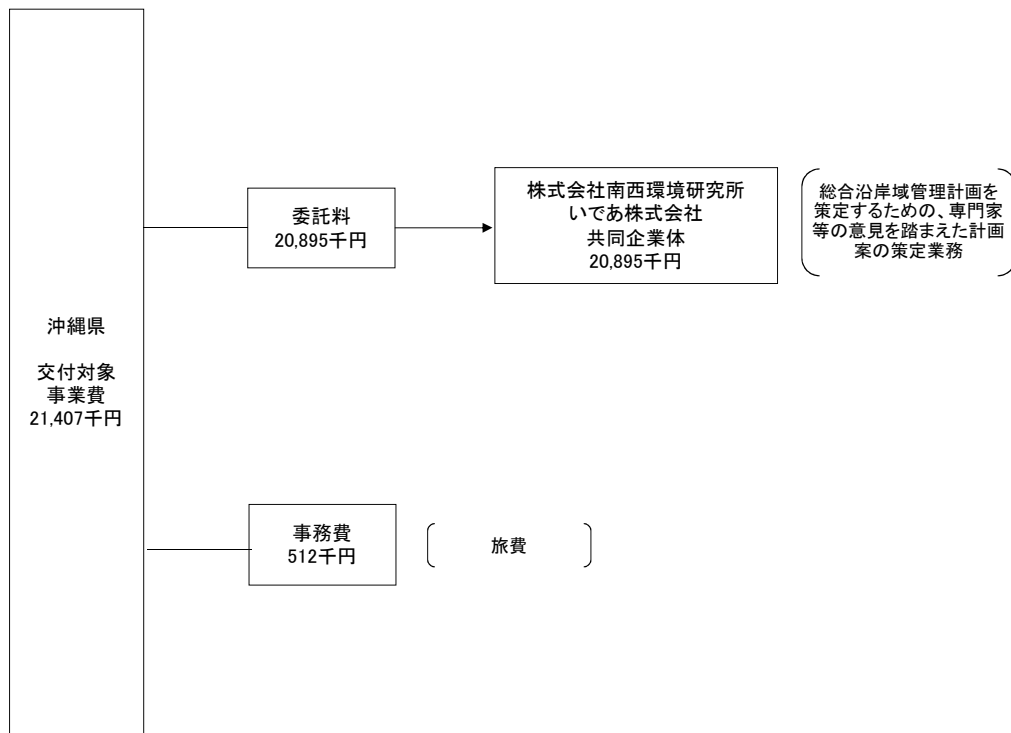 沖縄県
交付対象
事業費
21,407千円
委託料
20,895千円
株式会社南西環境研究所
いであ株式会社
共同企業体
20,895千円
総合沿岸域管理計画を
策定するための、専門家
等の意見を踏まえた計画
案の策定業務
事務費
512千円
旅費